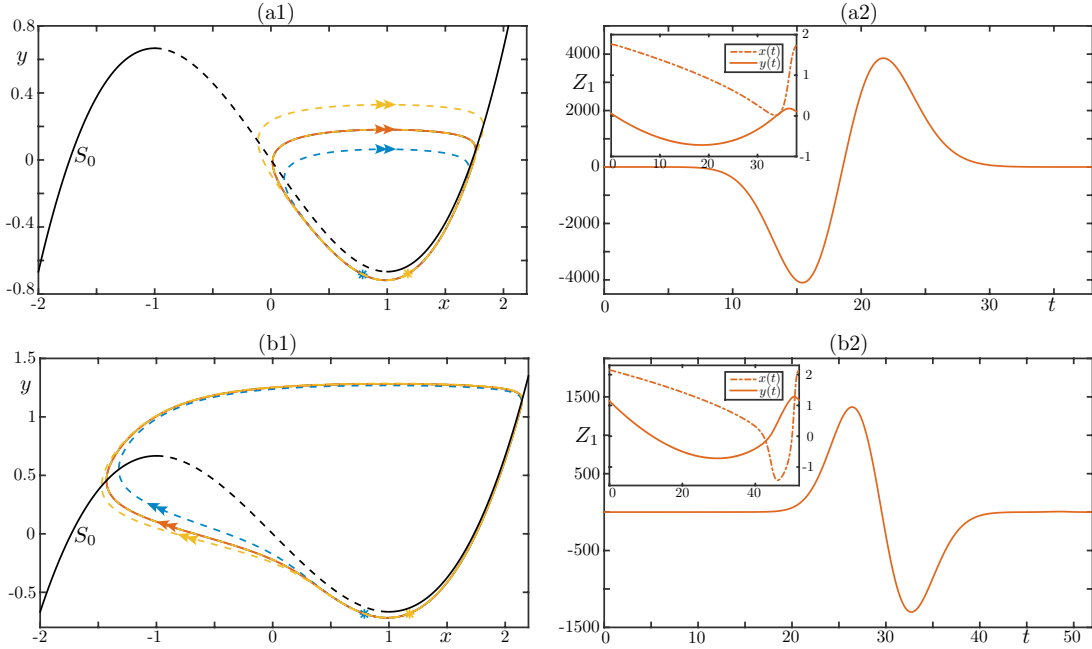 (a1)
0.8
y
0.4
S₀
0
-0.4
-0.8
-2 -1 0 1 x 2
(a2)
4000
Z₁
2000
0
-2000
-4000
0 10 20 30 t
x(t)
y(t)
2
1
0
-1
0 10 20 30
(b1)
1.5
y
1
0.5
S₀
0
-0.5
-2 -1 0 1 x 2
(b2)
1500
Z₁
500
-500
-1500
0 10 20 30 40 t 50
x(t)
y(t)
2
1
0
-1
0 20 40